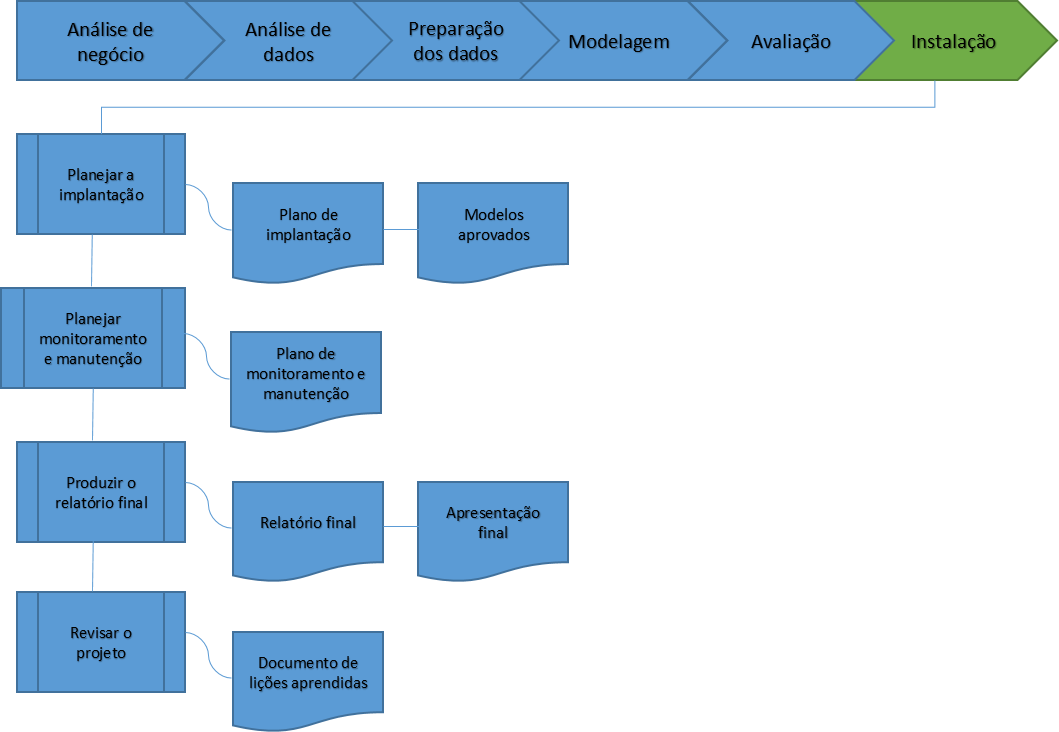 Análise de
negócio
Análise de
dados
Preparação
dos dados
Modelagem
Avaliação
Instalação
Planejar a
implantação
Plano de
implantação
Modelos
aprovados
Planejar
monitoramento
e manutenção
Plano de
monitoramento e
manutenção
Produzir o
relatório final
Relatório final
Apresentação
final
Revisar o
projeto
Documento de
lições aprendidas